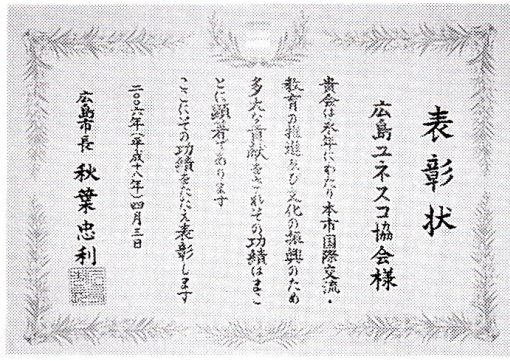 表彰状
広島ユネスコ協会様
貴会は永年にわたり本市国際交流・
教育の推進及び文化の振興のため
多大な貢献をされその功績はまこ
とに顕著であります
ここにその功績をたたえ表彰します
二〇〇六年(平成十八年)四月三日
広島市長 秋葉忠利